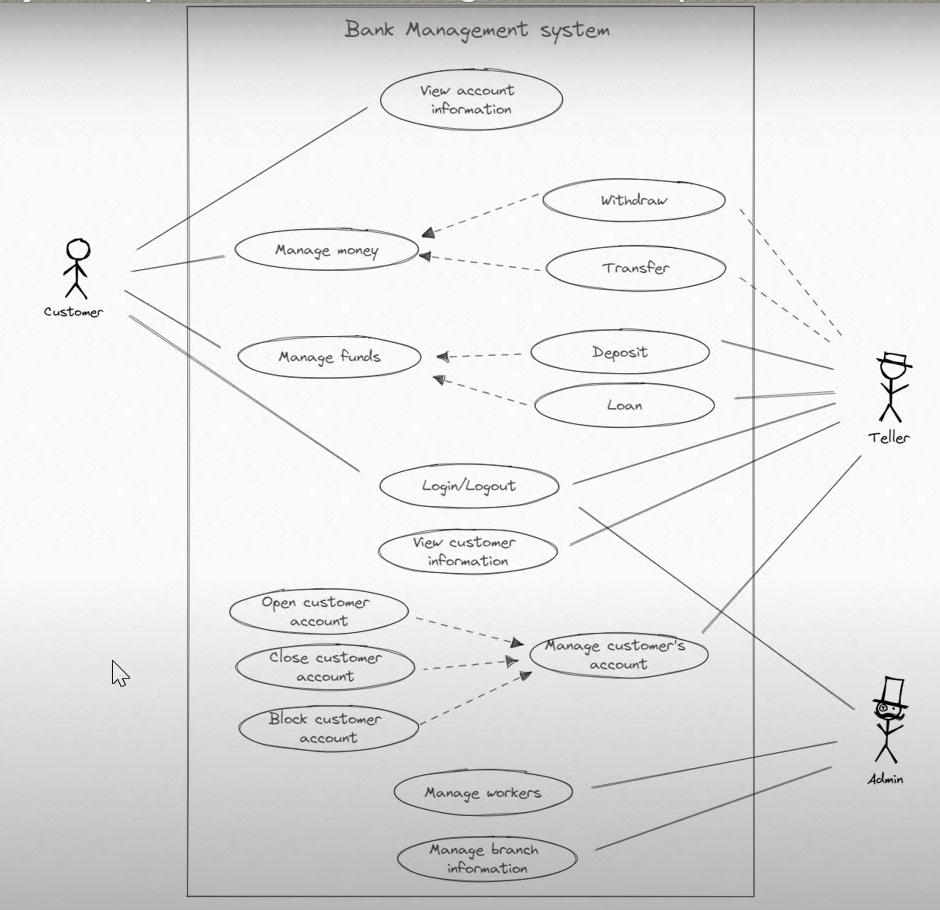 Bank Management system
View account
information
Withdraw
Manage money
Transfer
Customer
Manage funds
Deposit
Loan
Teller
Login/Logout
View customer
information
Open customer
account
Manage customer's
account
Close customer
account
Block customer
account
Admin
Manage workers
Manage branch
information